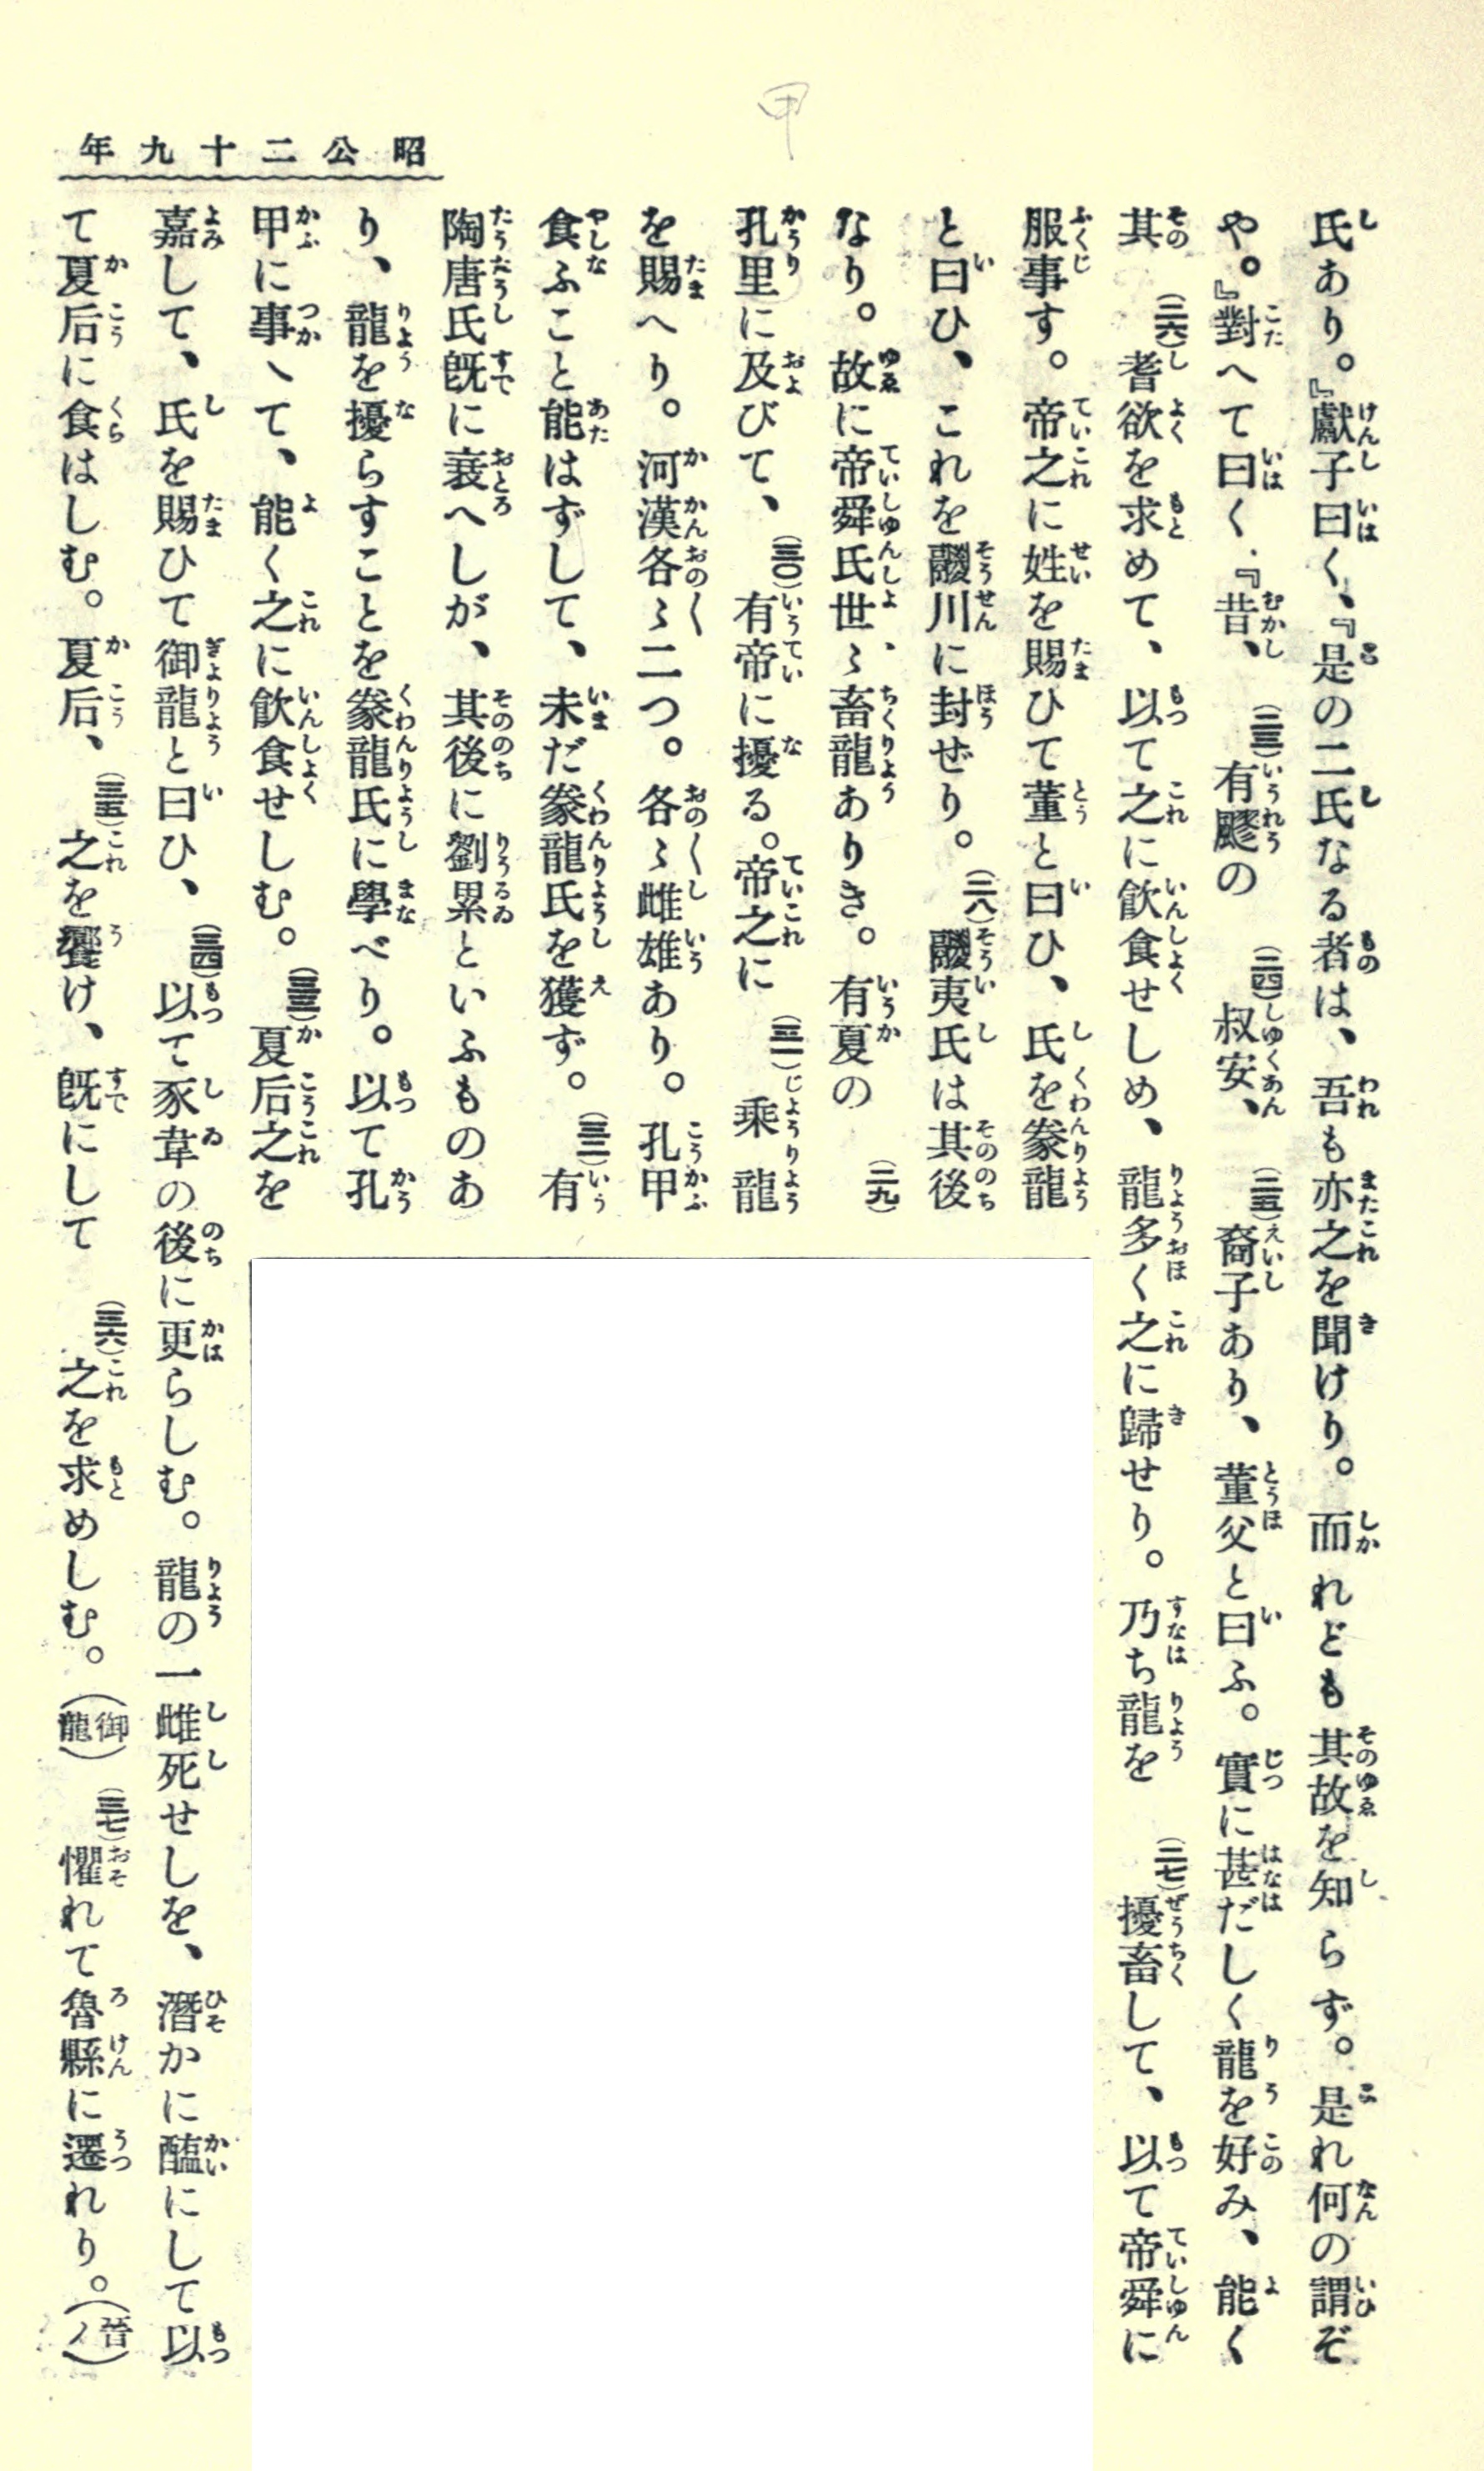 昭公二十九年
甲
氏あり。』獻子曰く、『是の二氏なる者は、吾も亦之を聞けり。而れども其故を知らず。是れ何の謂ぞ
や。』對へて曰く、『昔、(二三)有飂の(二四)叔安、(二五)裔子あり、董父と曰ふ。實に甚だしく龍を好み、能く
其(二六)耆欲を求めて、以て之に飮食せしめ、龍多く之に歸せり。乃ち龍を(二七)擾畜して、以て帝舜に
服事す。帝之に姓を賜ひて董と曰ひ、氏を豢龍
と曰ひ、これを鬷川に封ぜり。(二八)鬷夷氏は其後
なり。故に帝舜氏世〻畜龍ありき。有夏の(二九)
孔里に及びて、(三〇)有帝に擾る。帝之に(三一)乘龍
を賜へり。河漢各〻二つ。各〻雌雄あり。孔甲
食ふこと能はずして、未だ豢龍氏を獲ず。(三二)有
陶唐氏旣に衰へしが、其後に劉累といふものあ
り、龍を擾らすことを豢龍氏に學べり。以て孔
甲に事へて、能く之に飮食せしむ。(三三)夏后之を
嘉して、氏を賜ひて御龍と曰ひ、(三四)以て豕韋の後に更らしむ。龍の一雌死せしを、潛かに醢にして以
て夏后に食はしむ。夏后、(三五)之を饗け、旣にして(三六)之を求めしむ。(御龍)(三七)懼れて魯縣に遷れり。(晉ノ)